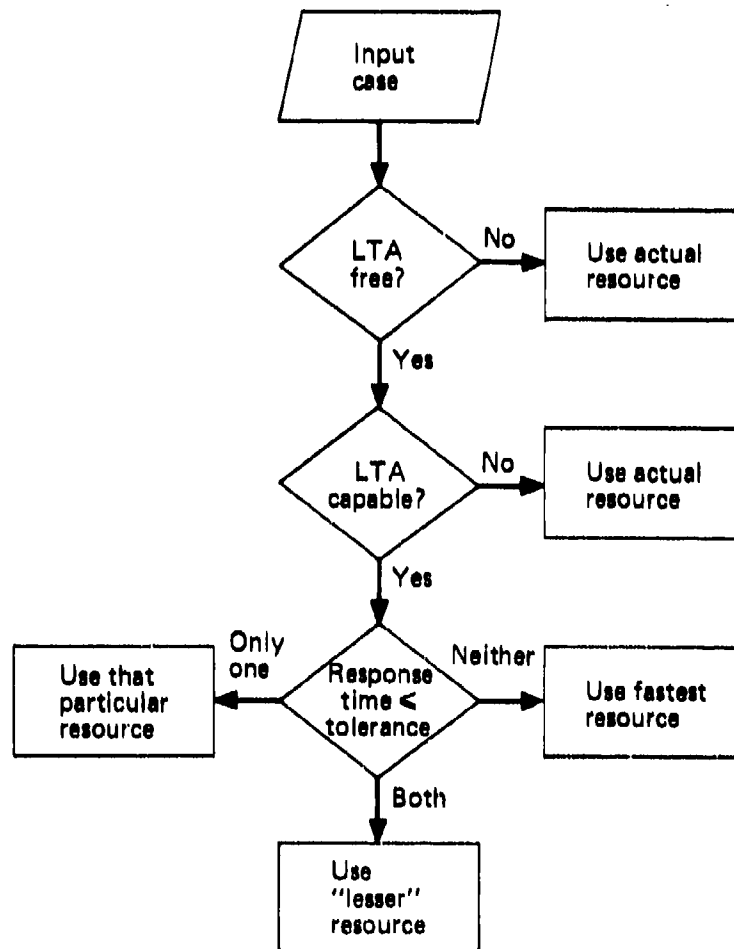 Input
case
LTA
free?
No
Use actual
resource
Yes
LTA
capable?
No
Use actual
resource
Yes
Only
one
Use that
particular
resource
Response
time ≤
tolerance
Neither
Use fastest
resource
Both
Use
"lesser"
resource